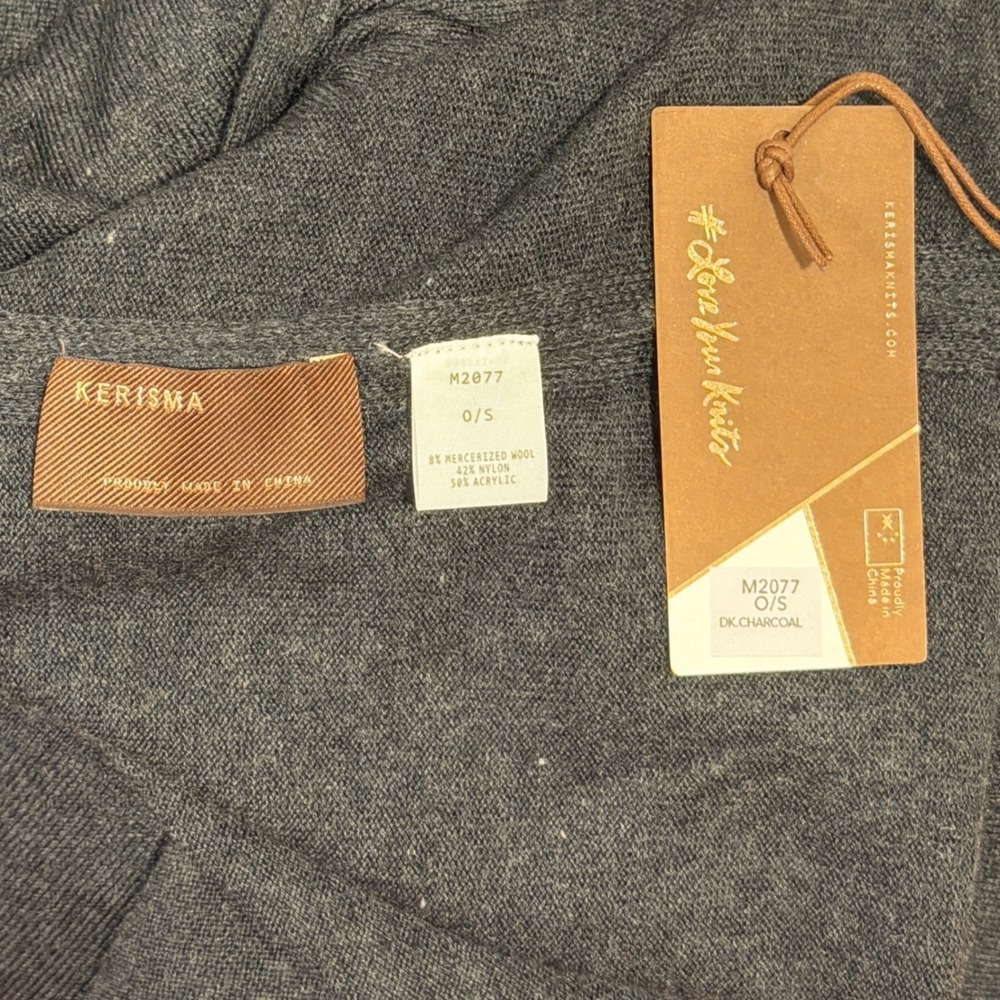 KERISMA
PROUDLY MADE IN CHINA
M2077
O/S
8% MERCERIZED WOOL
42% NYLON
50% ACRYLIC
#Love Your Knits
KERISMAKNITS.COM
Proudly
Made in
China
M2077
O/S
DK.CHARCOAL